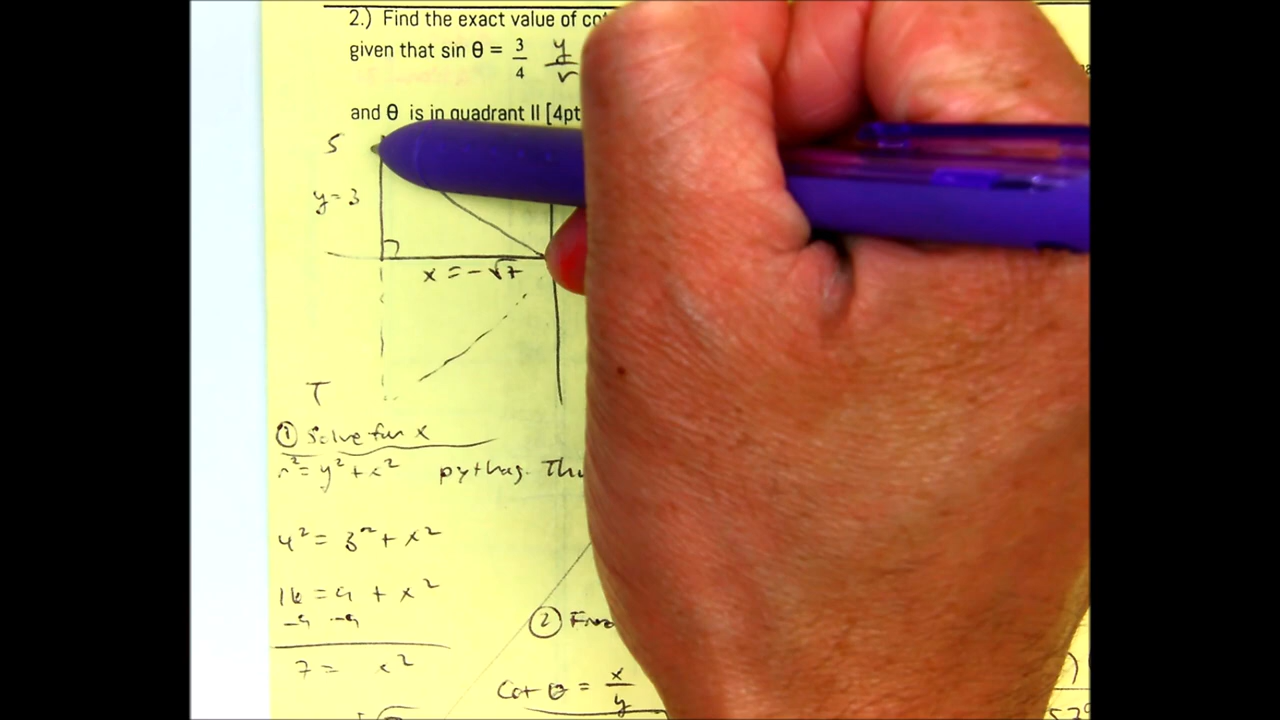 2.) Find the exact value of cot
given that sin θ = 3/4 y/r
and θ is in quadrant II [4pt
S
y = 3
x = -√7
T
① Solve for x
r² = y² + x² pythag. Th
4² = 3² + x²
16 = 9 + x²
-9 -9
7 = x²
②
cot θ = x/y